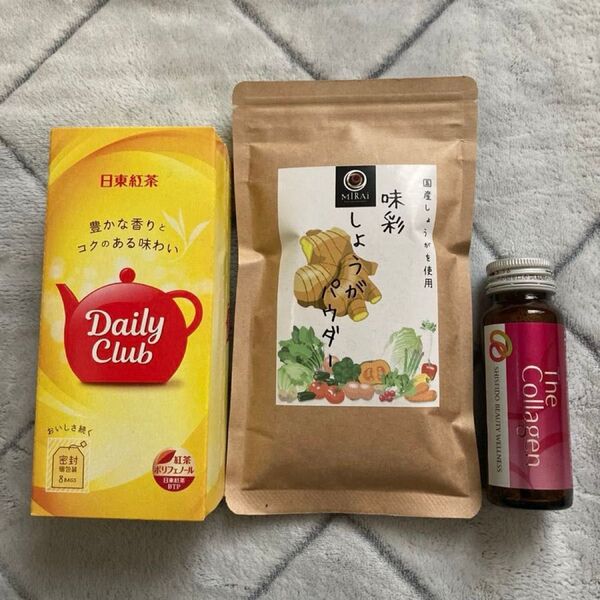 日東紅茶
豊かな香りと
コクのある味わい
Daily
Club
おいしさ続く
密封
個包装
8BAGS
紅茶
ポリフェノール
日東紅茶
BTP
MIRAI
国産しょうがを使用
味彩
しょうが
パウダー
The
Collagen
SHISEIDO BEAUTY WELLNESS